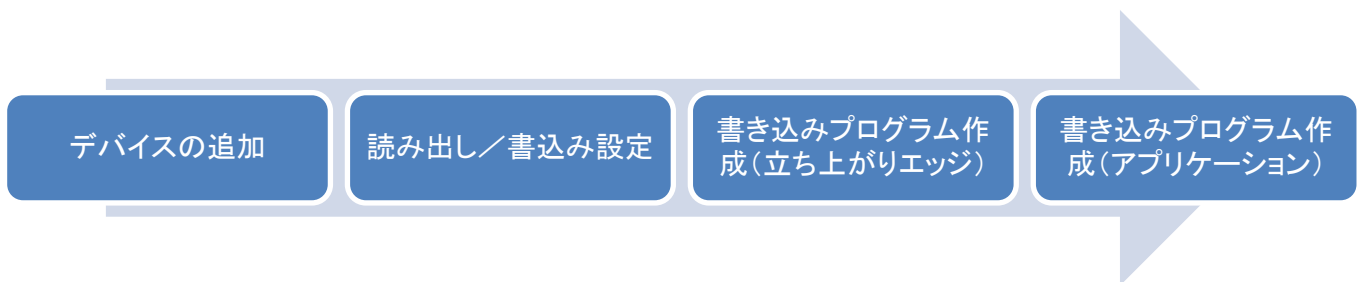 デバイスの追加
読み出し／書込み設定
書き込みプログラム作
成（立ち上がりエッジ）
書き込みプログラム作
成（アプリケーション）